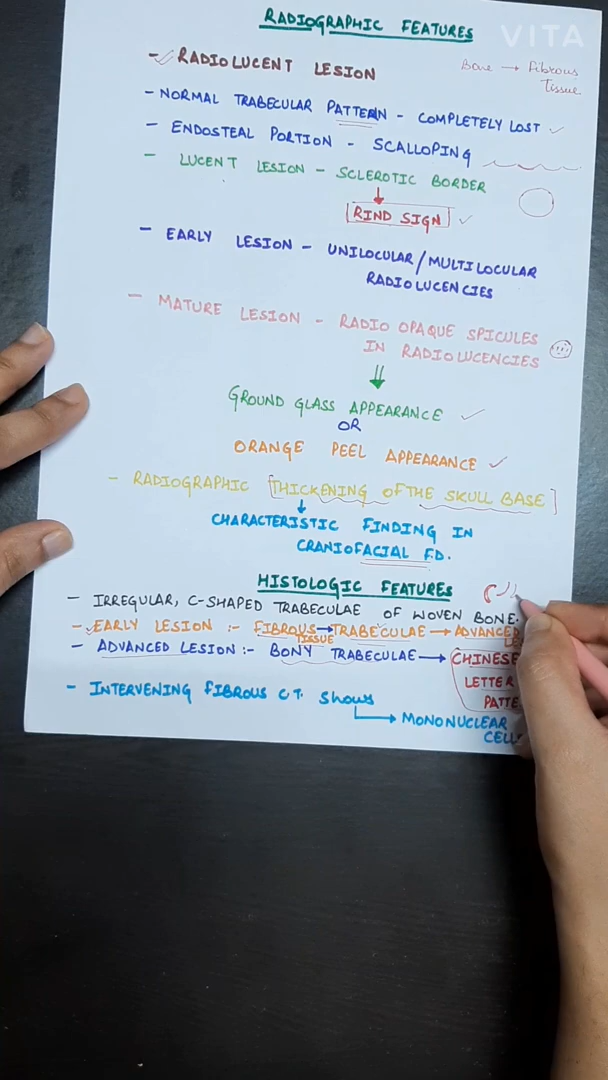 RADIOGRAPHIC FEATURES
VITA
Bone → Fibrous
tissue
- RADIOLUCENT LESION
- NORMAL TRABECULAR PATTERN - COMPLETELY LOST
- ENDOSTEAL PORTION - SCALLOPING
- LUCENT LESION - SCLEROTIC BORDER
RIND SIGN
- EARLY LESION - UNILOCULAR/MULTILOCULAR
RADIOLUCENCIES
- MATURE LESION - RADIO OPAQUE SPICULES
IN RADIOLUCENCIES
GROUND GLASS APPEARANCE
OR
ORANGE PEEL APPEARANCE
- RADIOGRAPHIC [THICKENING OF THE SKULL BASE]
CHARACTERISTIC FINDING IN
CRANIOFACIAL F.D.
HISTOLOGIC FEATURES
- IRREGULAR, C-SHAPED TRABECULAE OF WOVEN BONE.
- EARLY LESION :- FIBROUS → TRABECULAE → ADVANCED
TISSUE
- ADVANCED LESION :- BONY TRABECULAE → CHINESE
LETTER
PATTE
- INTERVENING FIBROUS C.T. Shows
MONONUCLEAR
CELL